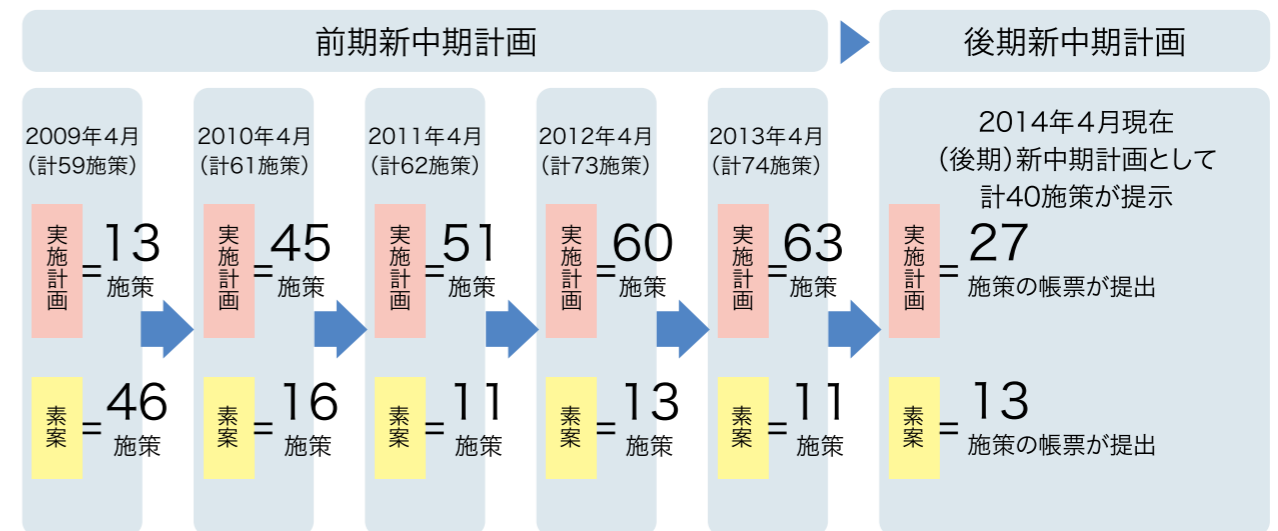 前期新中期計画
後期新中期計画
2009年4月
(計59施策)
実施計画
=
13
施策
素案
=
46
施策
2010年4月
(計61施策)
実施計画
=
45
施策
素案
=
16
施策
2011年4月
(計62施策)
実施計画
=
51
施策
素案
=
11
施策
2012年4月
(計73施策)
実施計画
=
60
施策
素案
=
13
施策
2013年4月
(計74施策)
実施計画
=
63
施策
素案
=
11
施策
2014年4月現在
(後期)新中期計画として
計40施策が提示
実施計画
=
27
施策の帳票が提出
素案
=
13
施策の帳票が提出